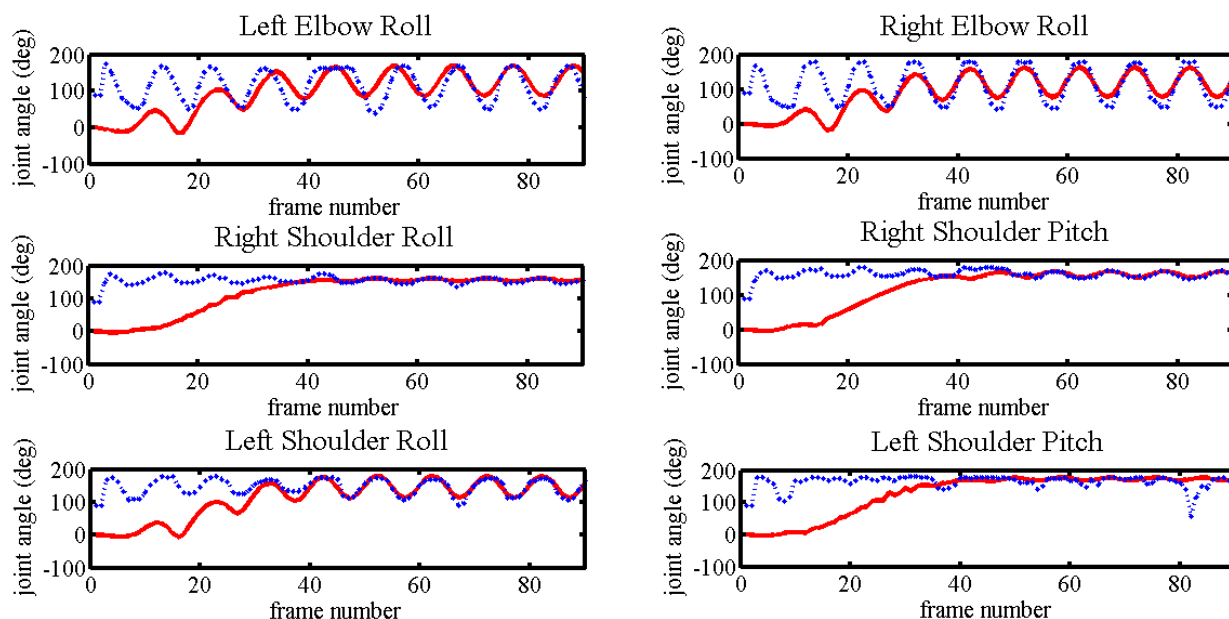 Left Elbow Roll
joint angle (deg)
200
100
0
-100
0 20 40 60 80
frame number
Right Elbow Roll
joint angle (deg)
200
100
0
-100
0 20 40 60 80
frame number
Right Shoulder Roll
joint angle (deg)
200
100
0
-100
0 20 40 60 80
frame number
Right Shoulder Pitch
joint angle (deg)
200
100
0
-100
0 20 40 60 80
frame number
Left Shoulder Roll
joint angle (deg)
200
100
0
-100
0 20 40 60 80
frame number
Left Shoulder Pitch
joint angle (deg)
200
100
0
-100
0 20 40 60 80
frame number